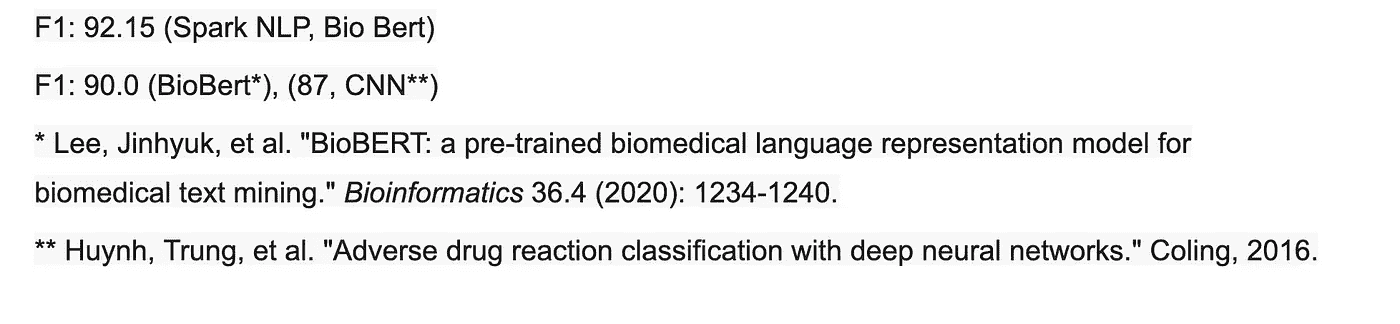 F1: 92.15 (Spark NLP, Bio Bert)
F1: 90.0 (BioBert*), (87, CNN**)
* Lee, Jinhyuk, et al. "BioBERT: a pre-trained biomedical language representation model for
biomedical text mining." Bioinformatics 36.4 (2020): 1234-1240.
** Huynh, Trung, et al. "Adverse drug reaction classification with deep neural networks." Coling, 2016.